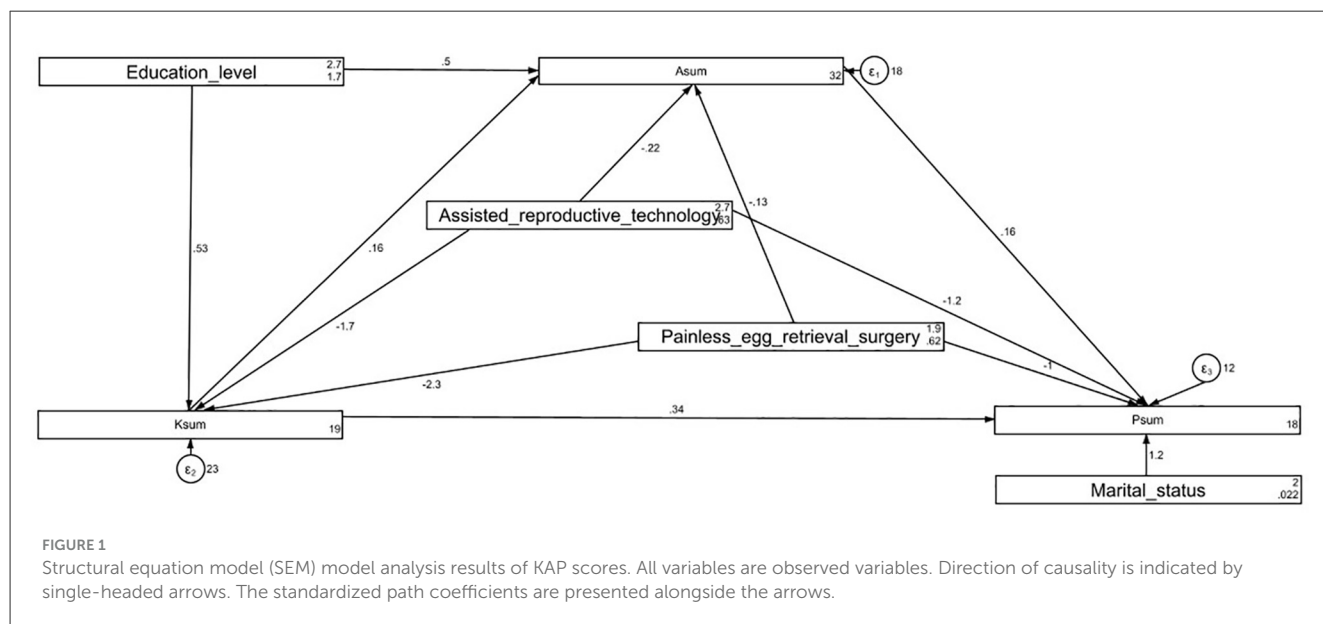 Education_level
2.7
1.7
.5
Asum
32
ε1
18
-.22
Assisted_reproductive_technology
2.7
.63
-.13
.53
.16
.16
-1.7
-1.2
Painless_egg_retrieval_surgery
1.9
.62
-2.3
-1
ε3
12
.34
Ksum
19
Psum
18
ε2
23
1.2
Marital_status
2
.022
FIGURE 1
Structural equation model (SEM) model analysis results of KAP scores. All variables are observed variables. Direction of causality is indicated by
single-headed arrows. The standardized path coefficients are presented alongside the arrows.